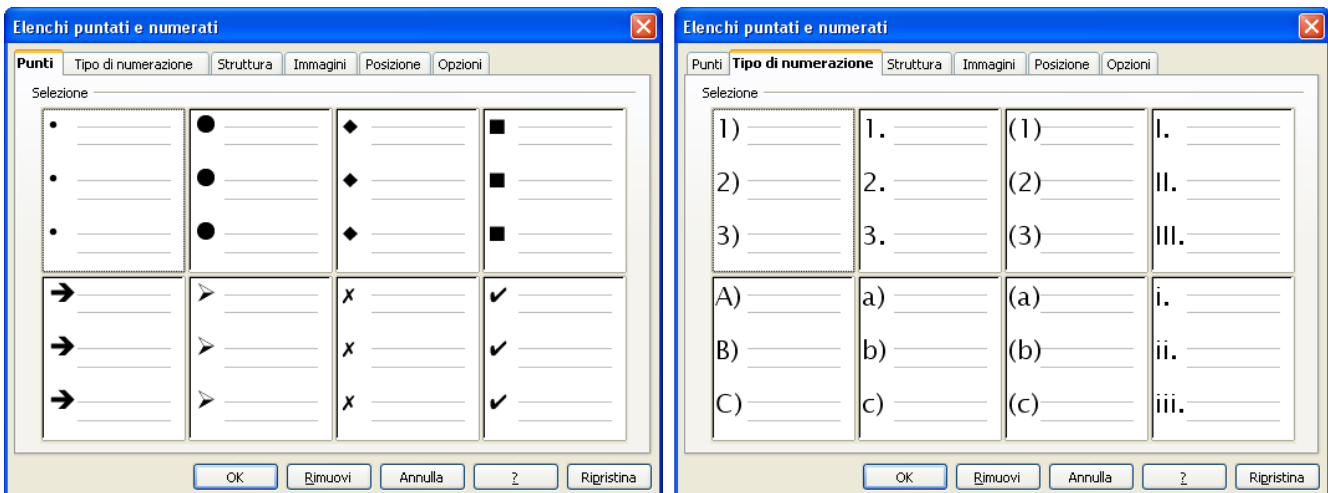 Elenchi puntati e numerati
Punti Tipo di numerazione Struttura Immagini Posizione Opzioni
Selezione
OK Rimuovi Annulla ? Ripristina
Elenchi puntati e numerati
Punti Tipo di numerazione Struttura Immagini Posizione Opzioni
Selezione
1) 1. (1) I.
2) 2. (2) II.
3) 3. (3) III.
A) a) (a) i.
B) b) (b) ii.
C) c) (c) iii.
OK Rimuovi Annulla ? Ripristina